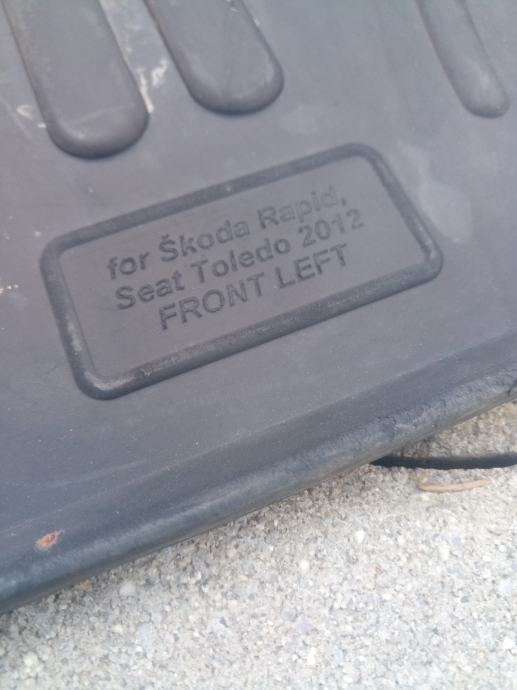 for Škoda Rapid,
Seat Toledo 2012
FRONT LEFT